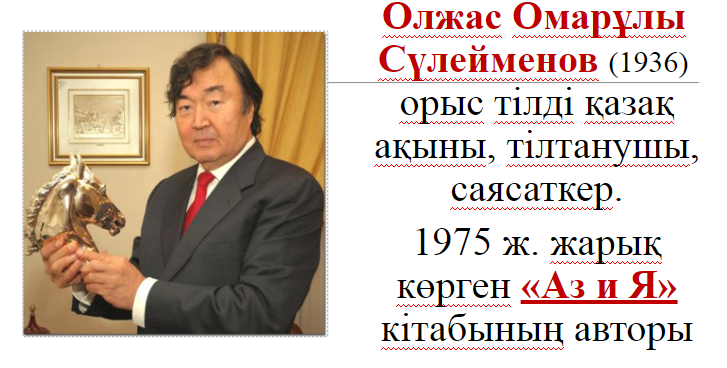 Олжас Омарұлы
Сүлейменов (1936)
орыс тілді қазақ
ақыны, тілтанушы,
саясаткер.
1975 ж. жарық
көрген «Аз и Я»
кітабының авторы